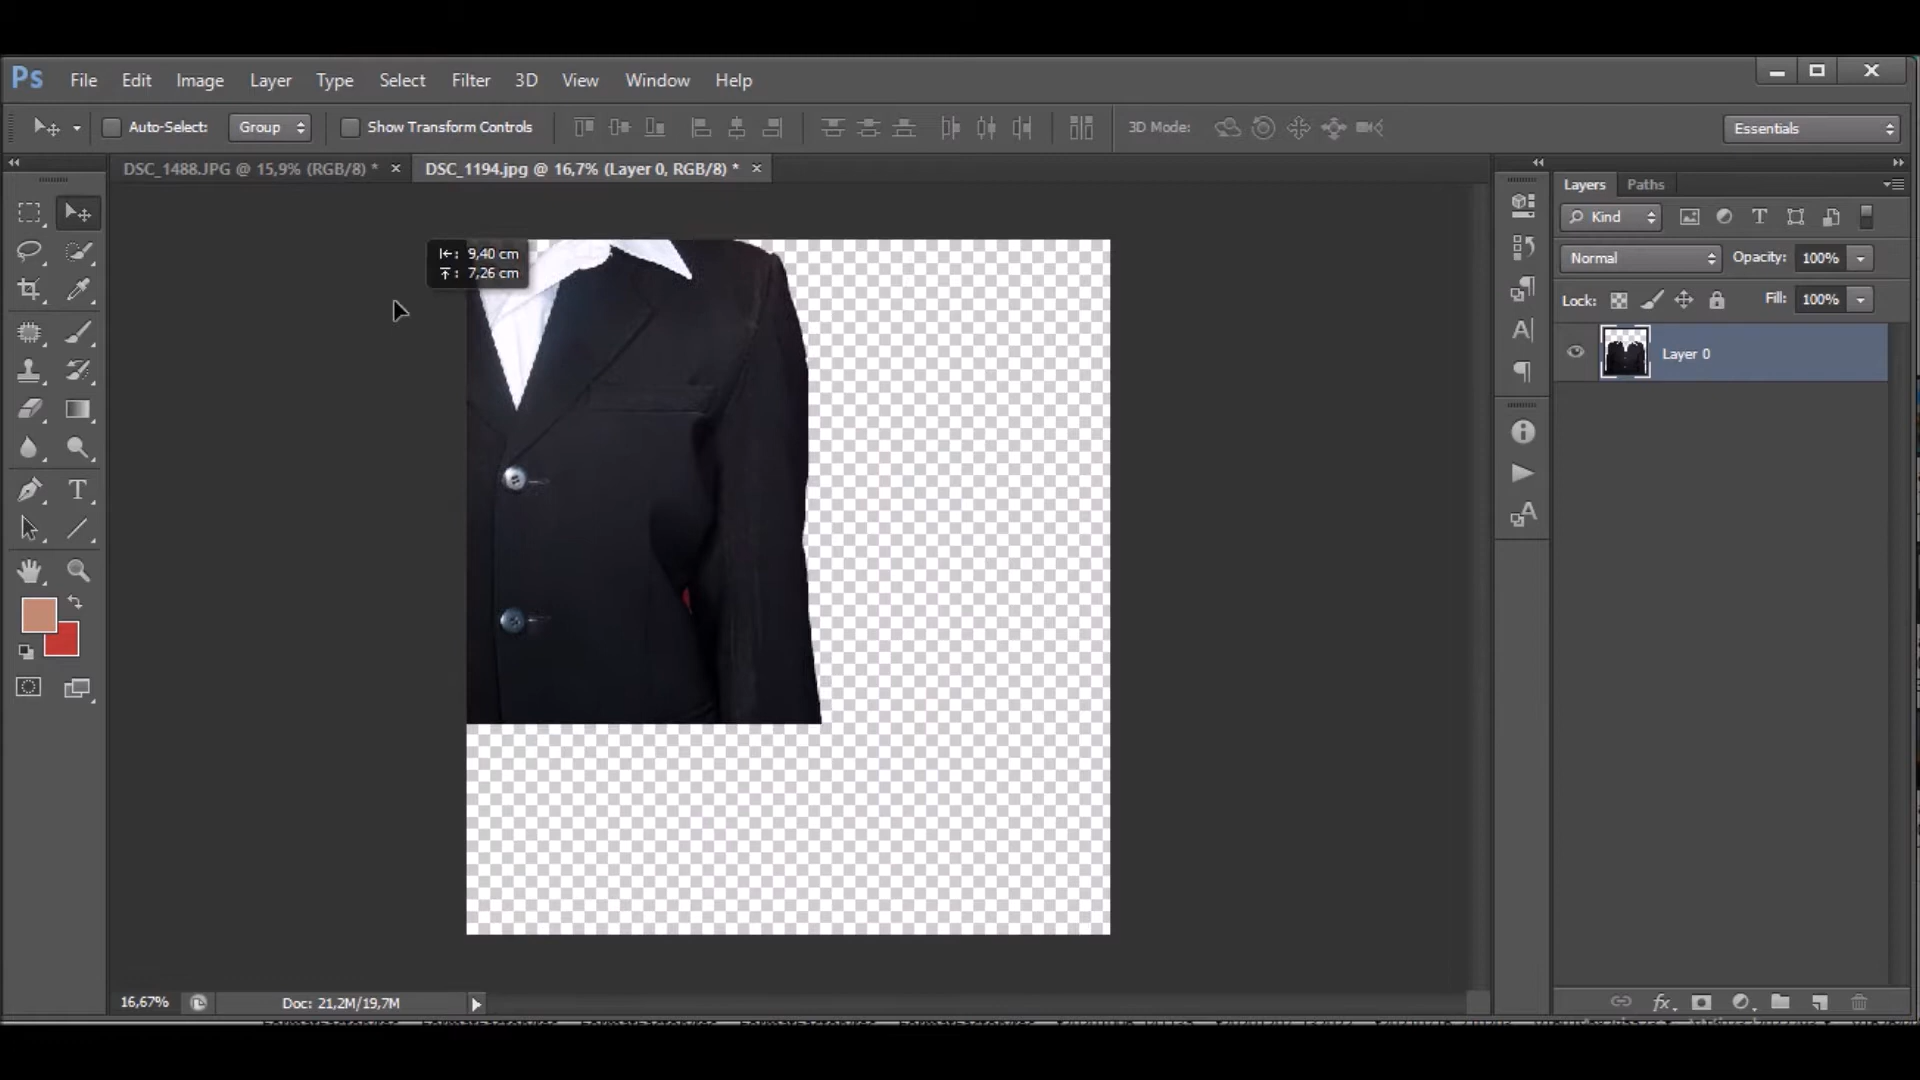 Ps File Edit Image Layer Type Select Filter 3D View Window Help
Auto-Select: Group Show Transform Controls 3D Mode: Essentials
DSC_1488.JPG @ 15,9% (RGB/8) * × DSC_1194.jpg @ 16,7% (Layer 0, RGB/8) * ×
Layers Paths
Kind
Normal Opacity: 100%
Lock: Fill: 100%
Layer 0
9,40 cm
7,26 cm
16,67% Doc: 21,2M/19,7M